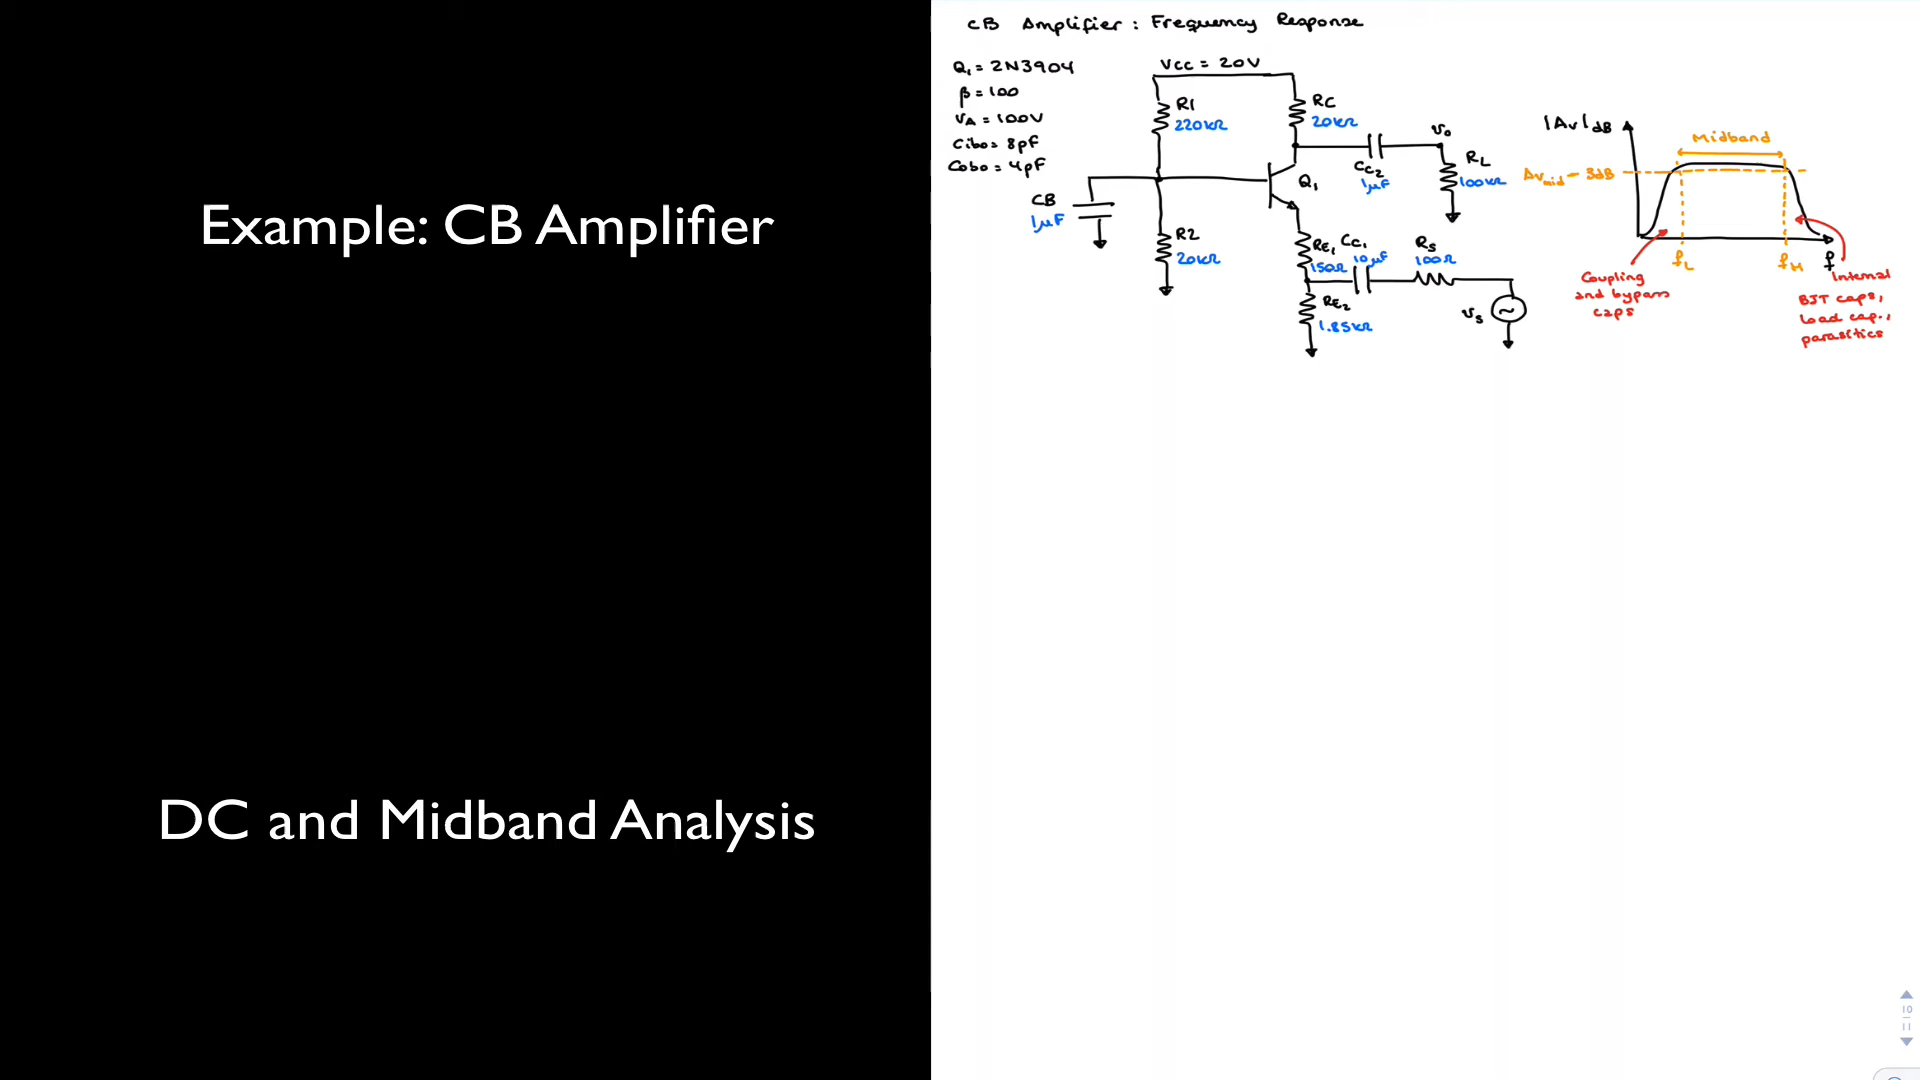 Example: CB Amplifier
DC and Midband Analysis
CB Amplifier: Frequency Response
Q1 = 2N3904
β = 100
VA = 100V
Cibo = 8pF
Cobo = 4pF
VCC = 20V
R1
220kΩ
RC
20kΩ
CC2
1μF
vo
RL
100kΩ
Q1
CB
1μF
R2
20kΩ
RE1
150Ω
CC1
10μF
RS
100Ω
RE2
1.85kΩ
vs
|Av|dB
Midband
Avmid - 3dB
fL
fH
f
Coupling
and bypass
caps
Internal
BJT caps,
load cap.,
parasitics
10
11